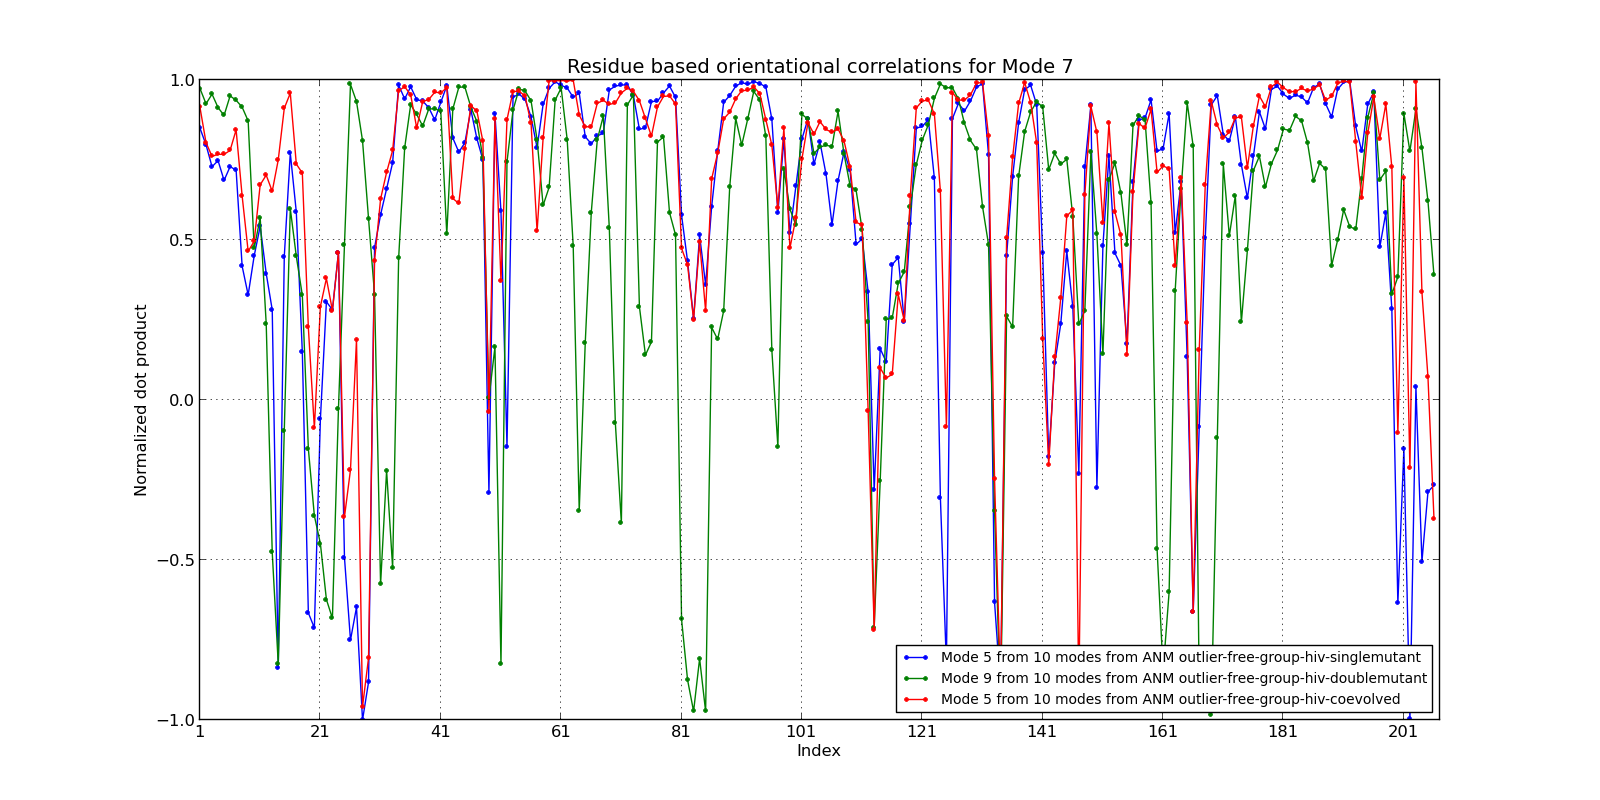 Residue based orientational correlations for Mode 7
Normalized dot product
1.0
0.5
0.0
−0.5
−1.0
1 21 41 61 81 101 121 141 161 181 201
Index
Mode 5 from 10 modes from ANM outlier-free-group-hiv-singlemutant
Mode 9 from 10 modes from ANM outlier-free-group-hiv-doublemutant
Mode 5 from 10 modes from ANM outlier-free-group-hiv-coevolved